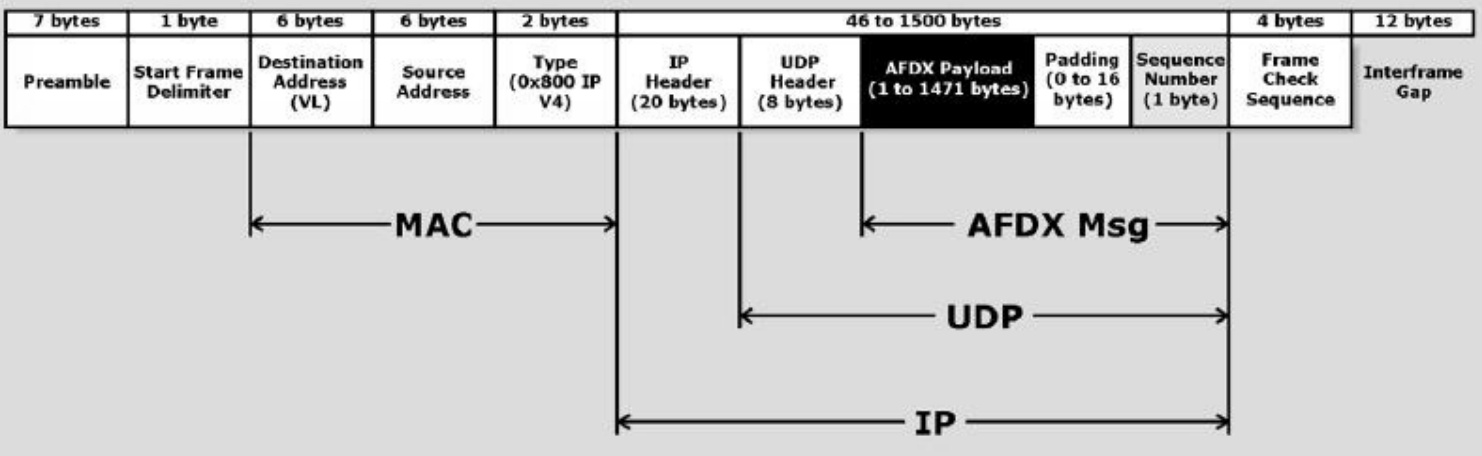 7 bytes 1 byte 6 bytes 6 bytes 2 bytes 46 to 1500 bytes 4 bytes 12 bytes
Preamble
Start Frame
Delimiter
Destination
Address
(VL)
Source
Address
Type
(0x800 IP
V4)
IP
Header
(20 bytes)
UDP
Header
(8 bytes)
AFDX Payload
(1 to 1471 bytes)
Padding
(0 to 16
bytes)
Sequence
Number
(1 byte)
Frame
Check
Sequence
Interframe
Gap
MAC
AFDX Msg
UDP
IP